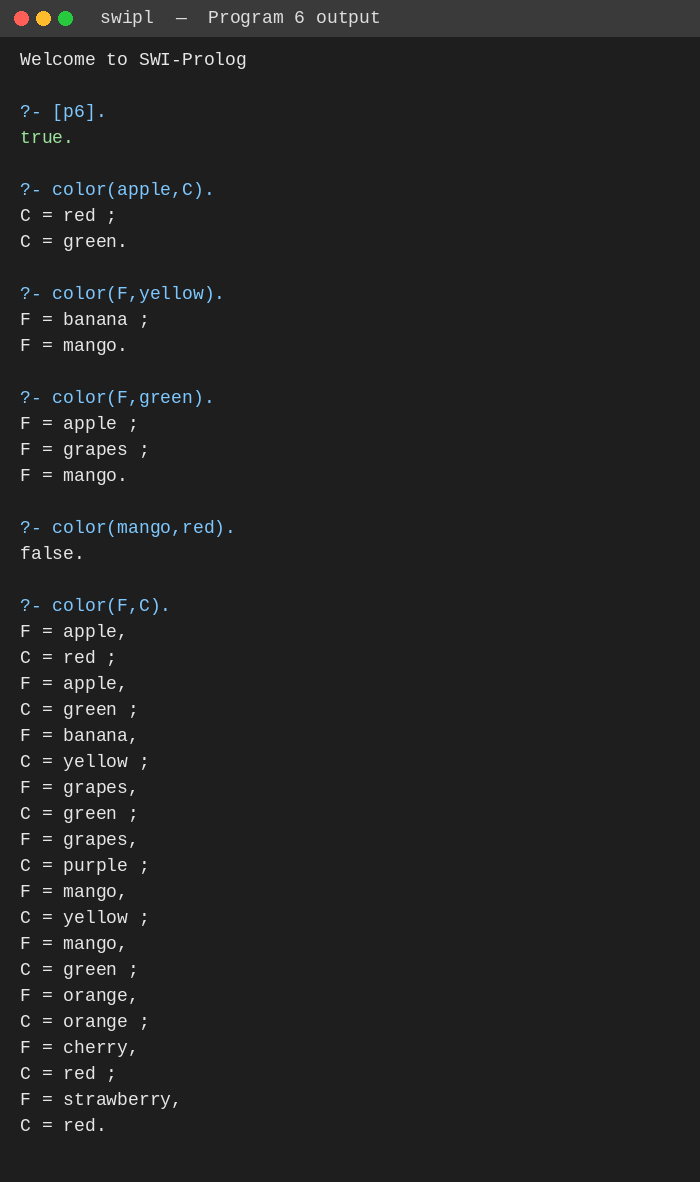 swipl — Program 6 output
Welcome to SWI-Prolog
?- [p6].
true.
?- color(apple,C).
C = red ;
C = green.
?- color(F,yellow).
F = banana ;
F = mango.
?- color(F,green).
F = apple ;
F = grapes ;
F = mango.
?- color(mango,red).
false.
?- color(F,C).
F = apple,
C = red ;
F = apple,
C = green ;
F = banana,
C = yellow ;
F = grapes,
C = green ;
F = grapes,
C = purple ;
F = mango,
C = yellow ;
F = mango,
C = green ;
F = orange,
C = orange ;
F = cherry,
C = red ;
F = strawberry,
C = red.